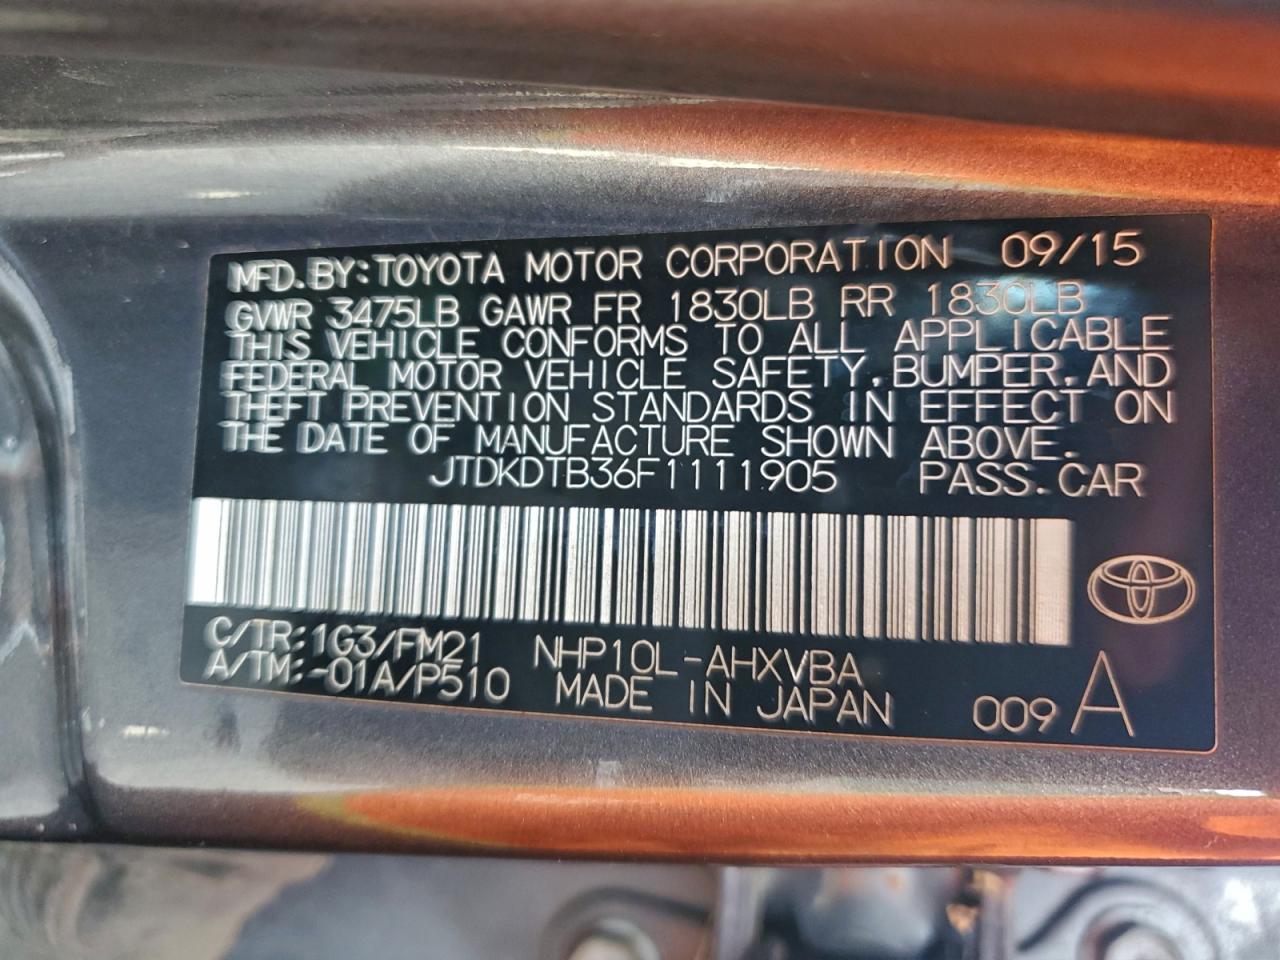 MFD.BY:TOYOTA MOTOR CORPORATION 09/15
GVWR 3475LB GAWR FR 1830LB RR 1830LB
THIS VEHICLE CONFORMS TO ALL APPLICABLE
FEDERAL MOTOR VEHICLE SAFETY,BUMPER,AND
THEFT PREVENTION STANDARDS IN EFFECT ON
THE DATE OF MANUFACTURE SHOWN ABOVE.
JTDKDTB36F1111905 PASS.CAR
C/TR:1G3/FM21 NHP10L-AHXVBA
A/TM:-01A/P510 MADE IN JAPAN 009 A